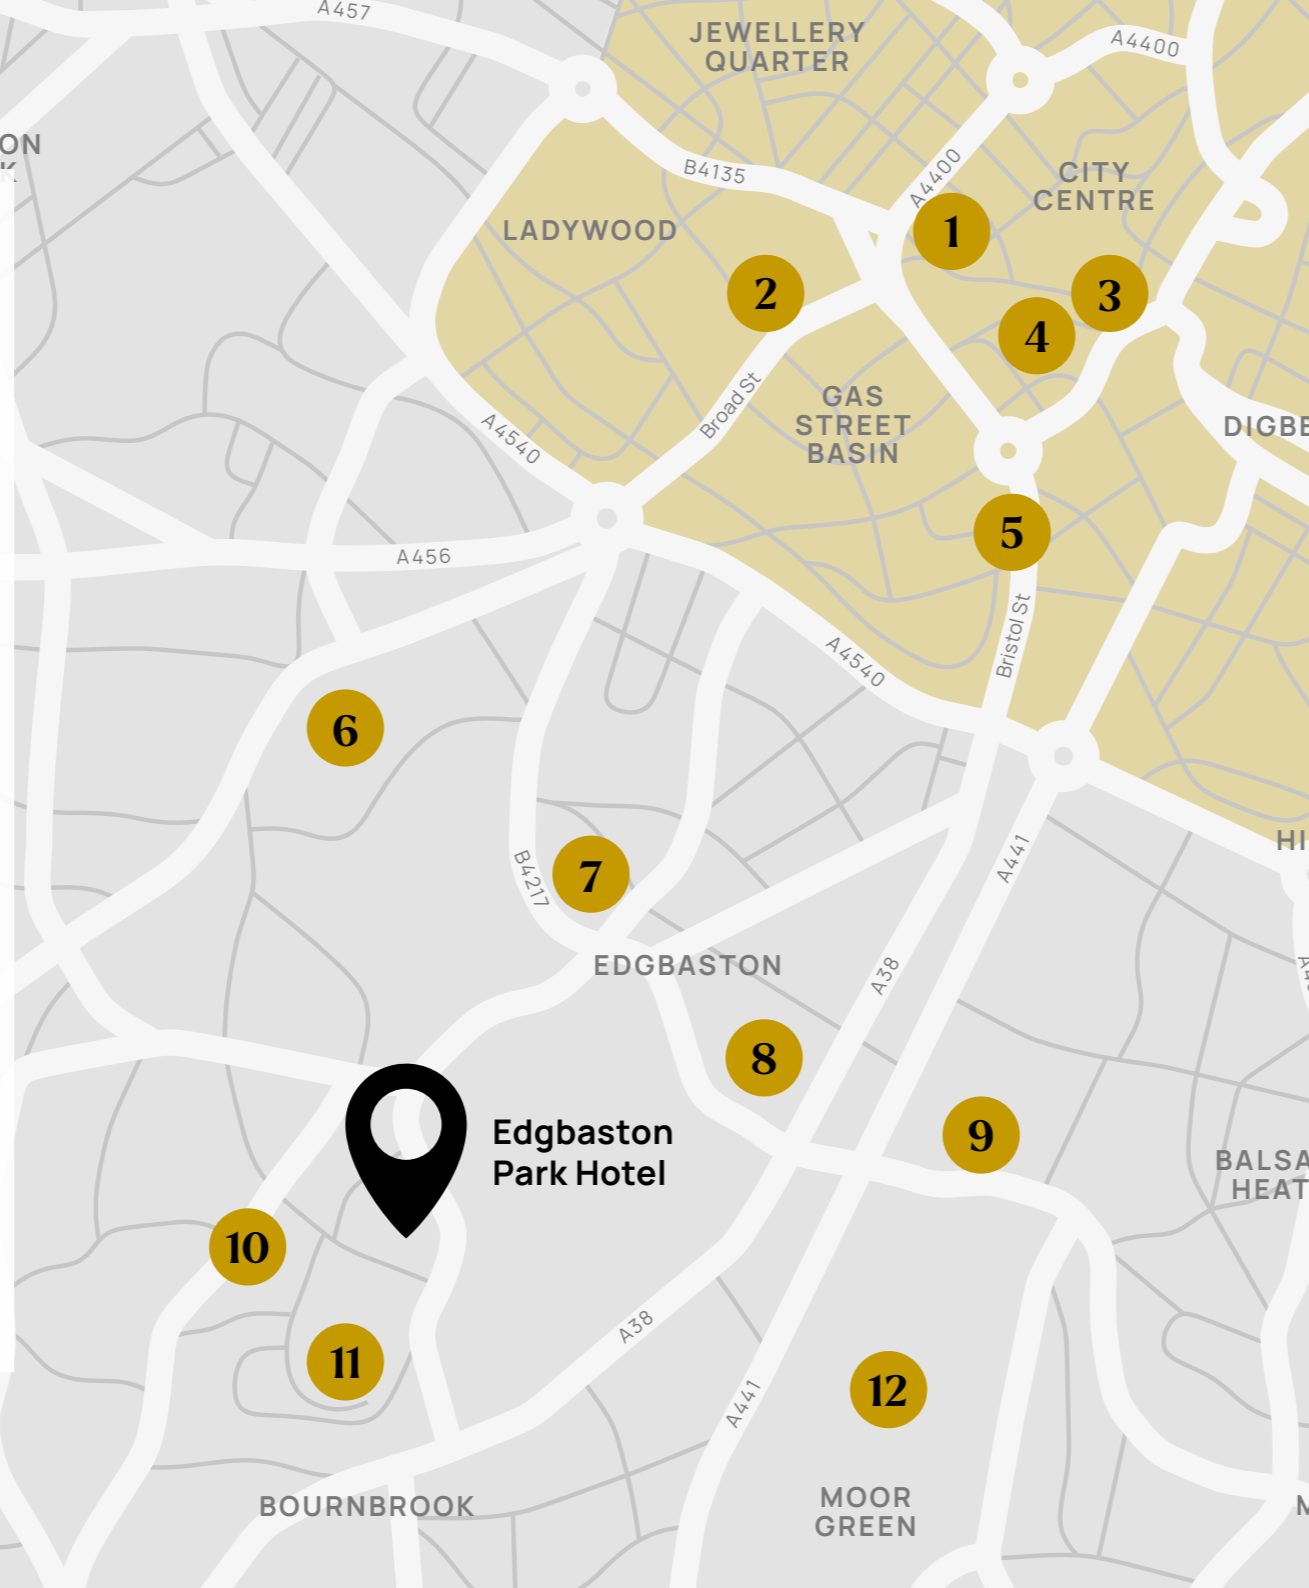 A457
JEWELLERY
QUARTER
A4400
ON
K
B4135
A4400
CITY
CENTRE
LADYWOOD
1
2
3
4
GAS
STREET
BASIN
Broad St
A4540
DIGBE
5
A456
Bristol St
A4540
6
HI
A441
7
B4217
EDGBASTON
A38
8
Edgbaston
Park Hotel
9
BALSA
HEAT
10
A38
11
12
A441
MOOR
GREEN
BOURNBROOK
M